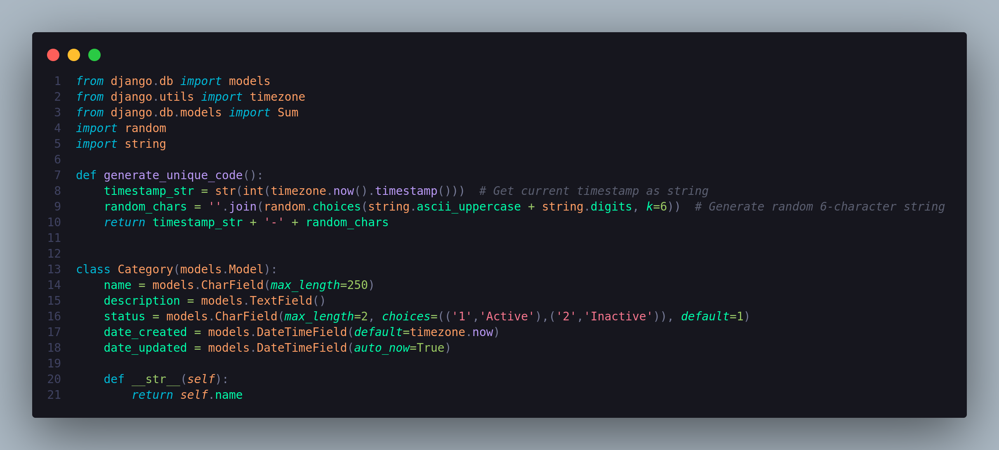 1 from django.db import models
2 from django.utils import timezone
3 from django.db.models import Sum
4 import random
5 import string
6
7 def generate_unique_code():
8     timestamp_str = str(int(timezone.now().timestamp()))  # Get current timestamp as string
9     random_chars = ''.join(random.choices(string.ascii_uppercase + string.digits, k=6))  # Generate random 6-character string
10     return timestamp_str + '-' + random_chars
11
12
13 class Category(models.Model):
14     name = models.CharField(max_length=250)
15     description = models.TextField()
16     status = models.CharField(max_length=2, choices=(('1','Active'),('2','Inactive')), default=1)
17     date_created = models.DateTimeField(default=timezone.now)
18     date_updated = models.DateTimeField(auto_now=True)
19
20     def __str__(self):
21         return self.name